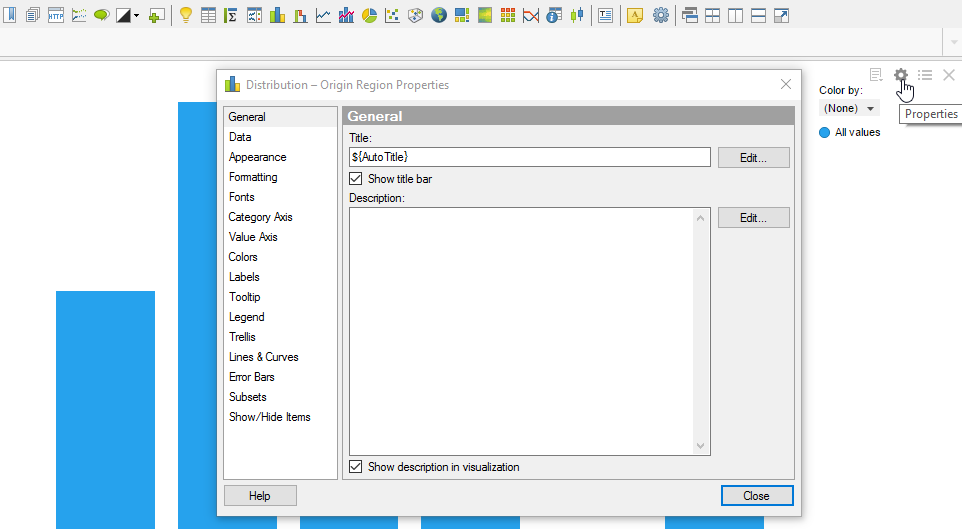 HTTP
Distribution – Origin Region Properties
General
Data
Appearance
Formatting
Fonts
Category Axis
Value Axis
Colors
Labels
Tooltip
Legend
Trellis
Lines & Curves
Error Bars
Subsets
Show/Hide Items
General
Title:
${AutoTitle}
Edit...
Show title bar
Description:
Edit...
Show description in visualization
Help
Close
Color by:
(None)
All values
Properties